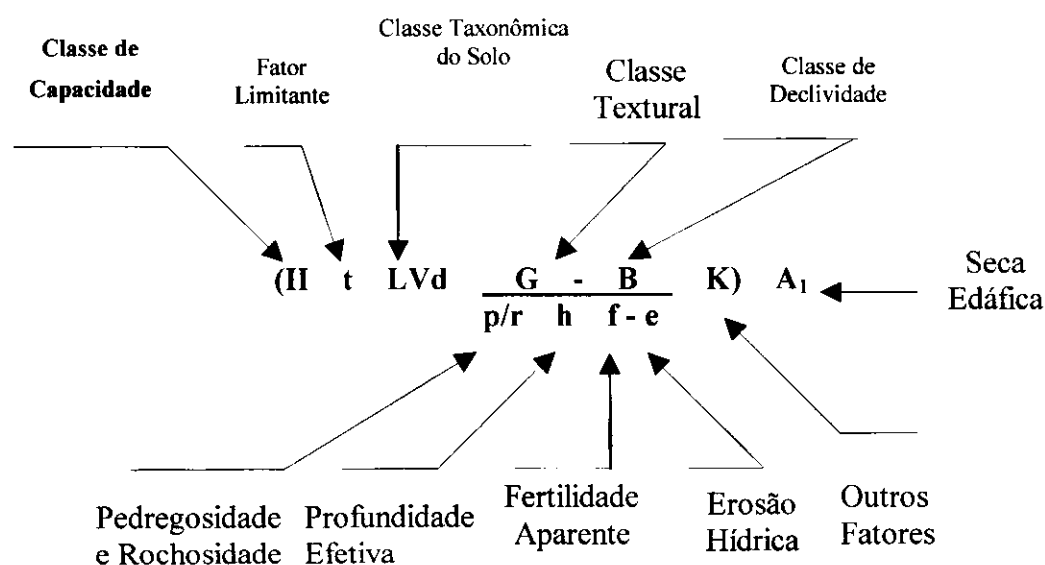 Classe de
Capacidade
Fator
Limitante
Classe Taxonômica
do Solo
Classe
Textural
Classe de
Declividade
(II t LVd G - B K) A₁
p/r h f - e
Seca
Edáfica
Pedregosidade
e Rochosidade
Profundidade
Efetiva
Fertilidade
Aparente
Erosão
Hídrica
Outros
Fatores